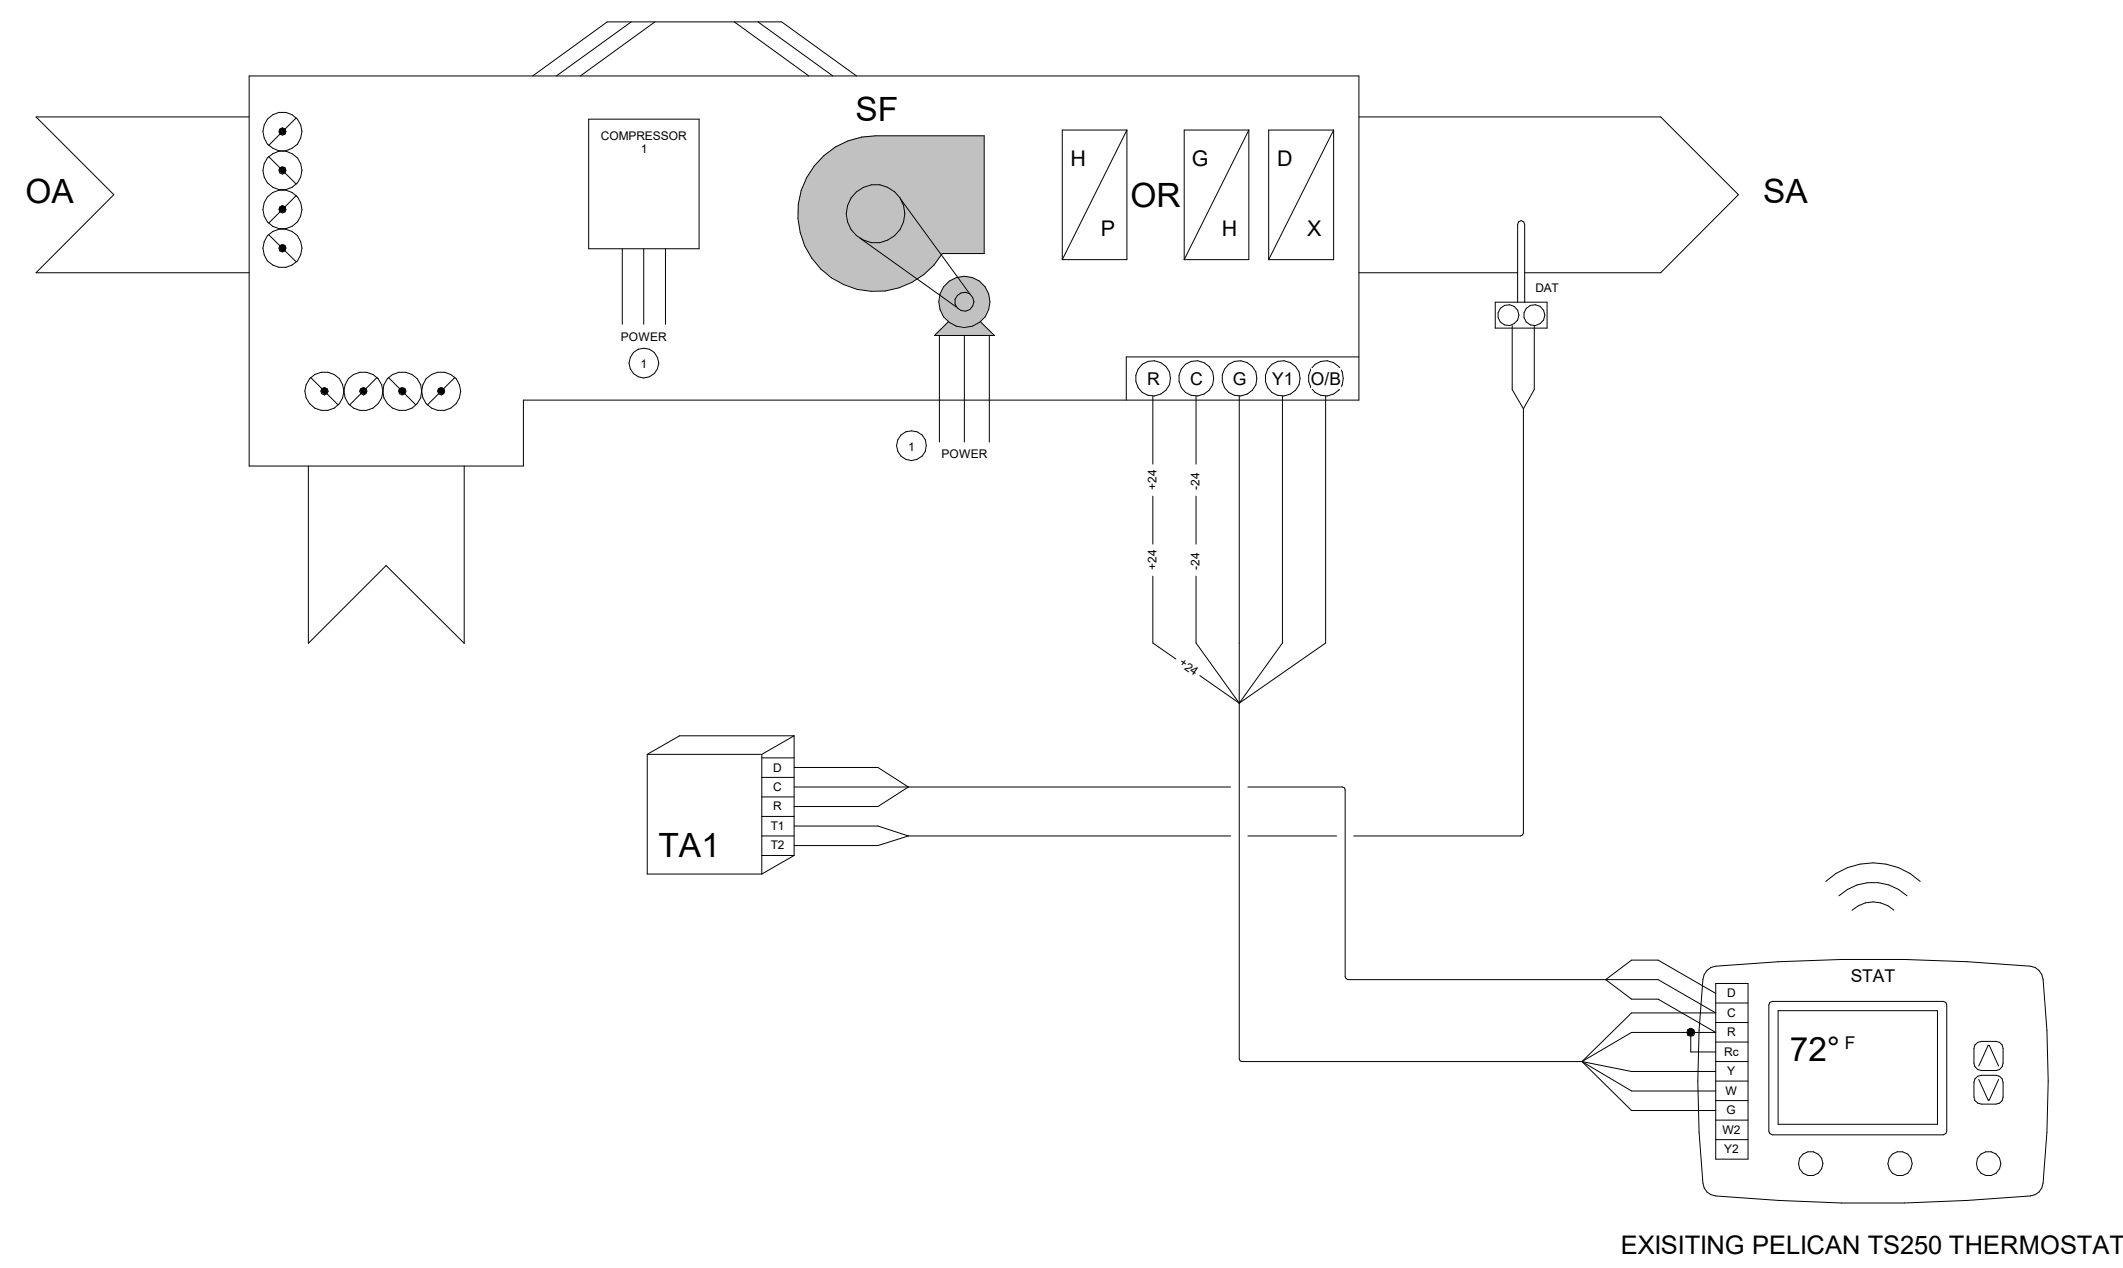 SF
COMPRESSOR
1
H
P
OR
G
H
D
X
OA
SA
DAT
POWER
1
R
C
G
Y1
O/B
1
POWER
+24
-24
+24
-24
+24
D
C
R
T1
T2
TA1
STAT
D
C
R
Rc
Y
W
G
W2
Y2
72° F
EXISITING PELICAN TS250 THERMOSTAT